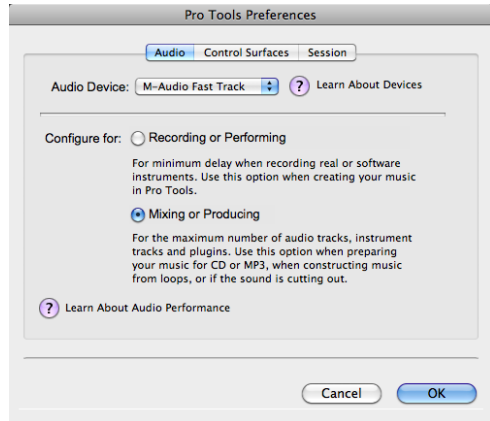 Pro Tools Preferences
Audio Control Surfaces Session
Audio Device: M-Audio Fast Track ? Learn About Devices
Configure for: Recording or Performing
For minimum delay when recording real or software
instruments. Use this option when creating your music
in Pro Tools.
Mixing or Producing
For the maximum number of audio tracks, instrument
tracks and plugins. Use this option when preparing
your music for CD or MP3, when constructing music
from loops, or if the sound is cutting out.
? Learn About Audio Performance
Cancel OK